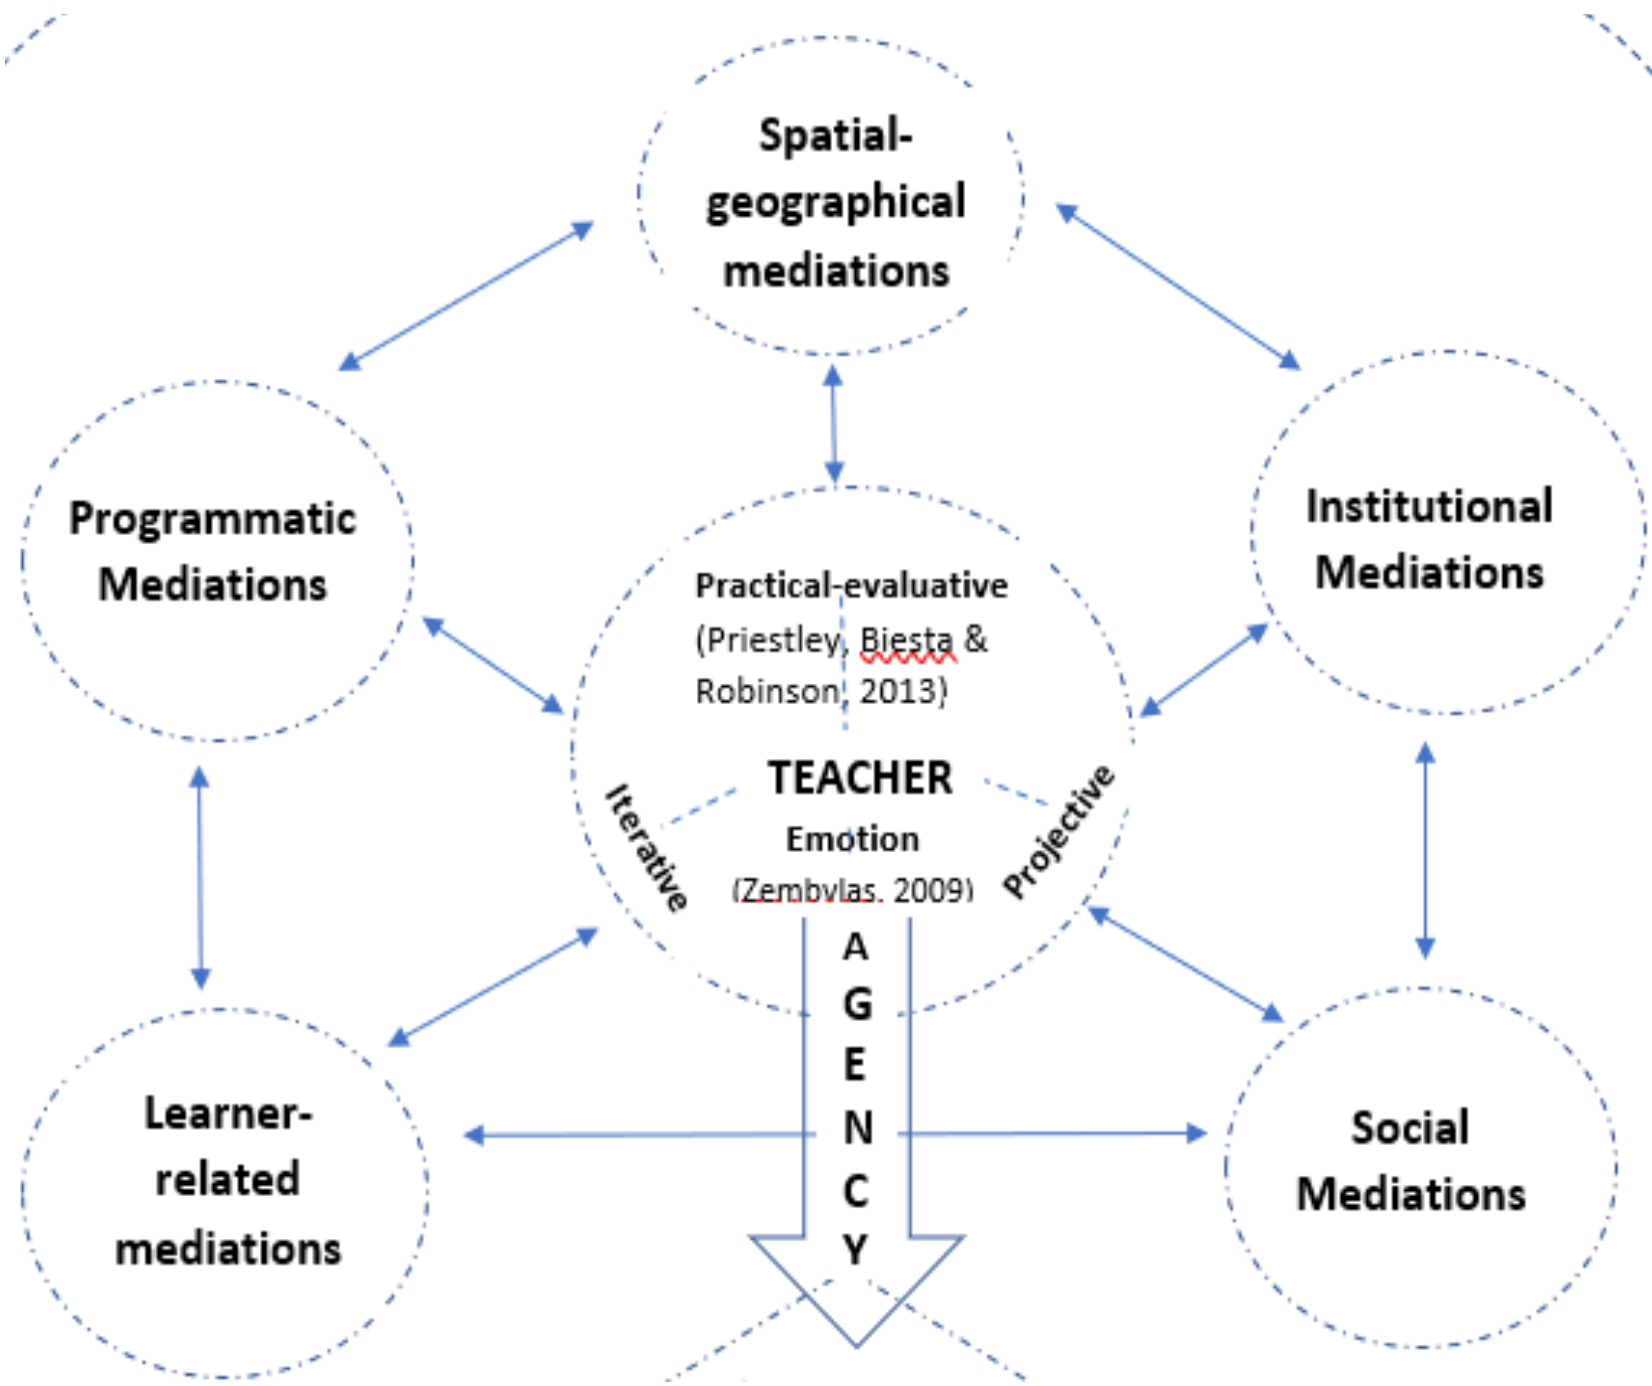 Spatial-
geographical
mediations
Programmatic
Mediations
Institutional
Mediations
Practical-evaluative
(Priestley, Biesta &
Robinson, 2013)
TEACHER
Iterative
Projective
Emotion
(Zembylas, 2009)
A
G
E
N
C
Y
Learner-
related
mediations
Social
Mediations